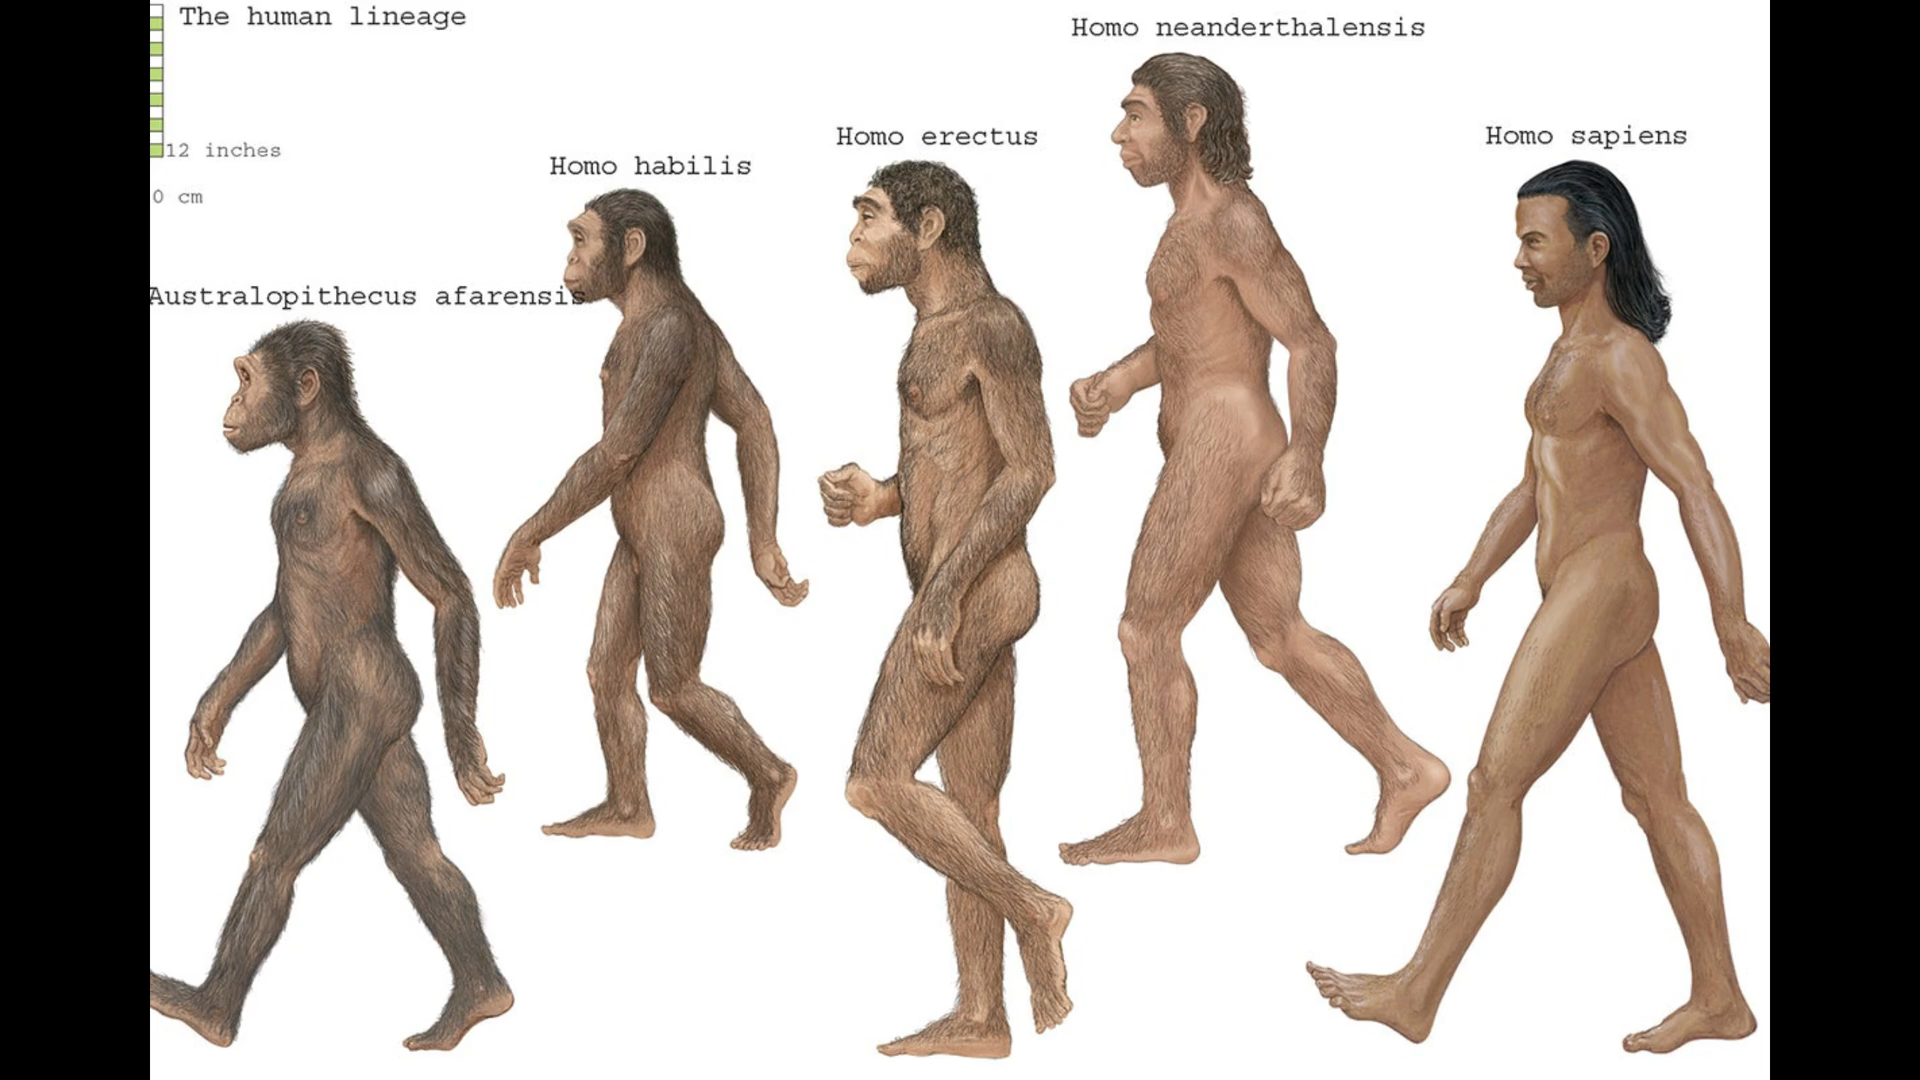 The human lineage
12 inches
0 cm
Australopithecus afarensis
Homo habilis
Homo erectus
Homo neanderthalensis
Homo sapiens